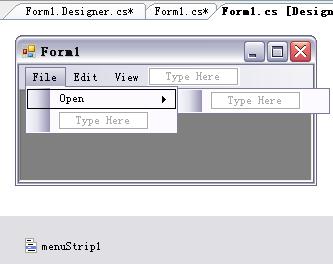 Form1.Designer.cs* Form1.cs* Form1.cs [Desig
Form1
File Edit View Type Here
Open Type Here
Type Here
menuStrip1